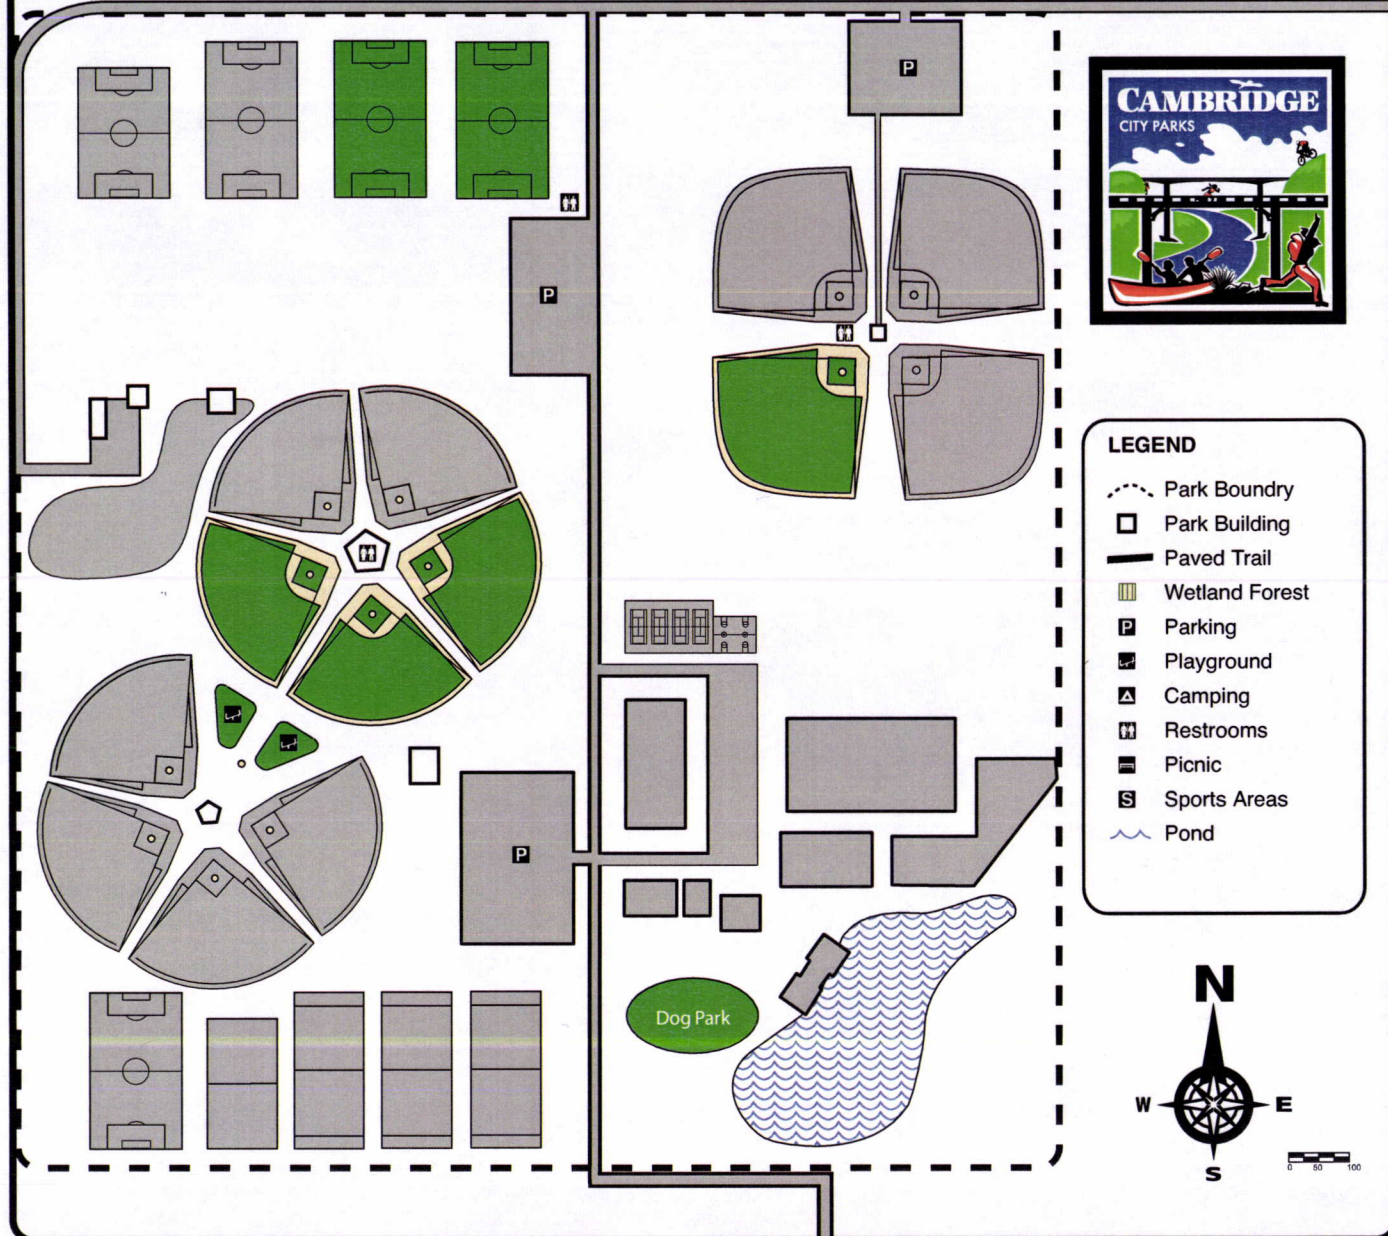 P
CAMBRIDGE
CITY PARKS
P
LEGEND
Park Boundry
Park Building
Paved Trail
Wetland Forest
P Parking
Playground
Camping
Restrooms
Picnic
S Sports Areas
Pond
P
Dog Park
N
W E
S
0 50 100